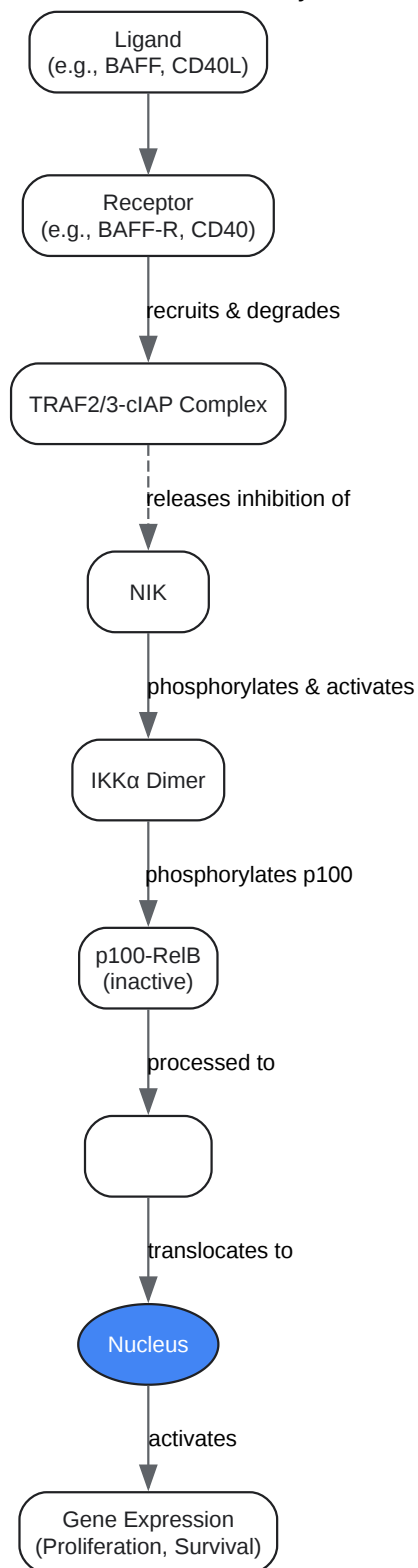 Ligand
(e.g., BAFF, CD40L)
Receptor
(e.g., BAFF-R, CD40)
recruits & degrades
TRAF2/3-cIAP Complex
releases inhibition of
NIK
phosphorylates & activates
IKKα Dimer
phosphorylates p100
p100-RelB
(inactive)
processed to
translocates to
Nucleus
activates
Gene Expression
(Proliferation, Survival)